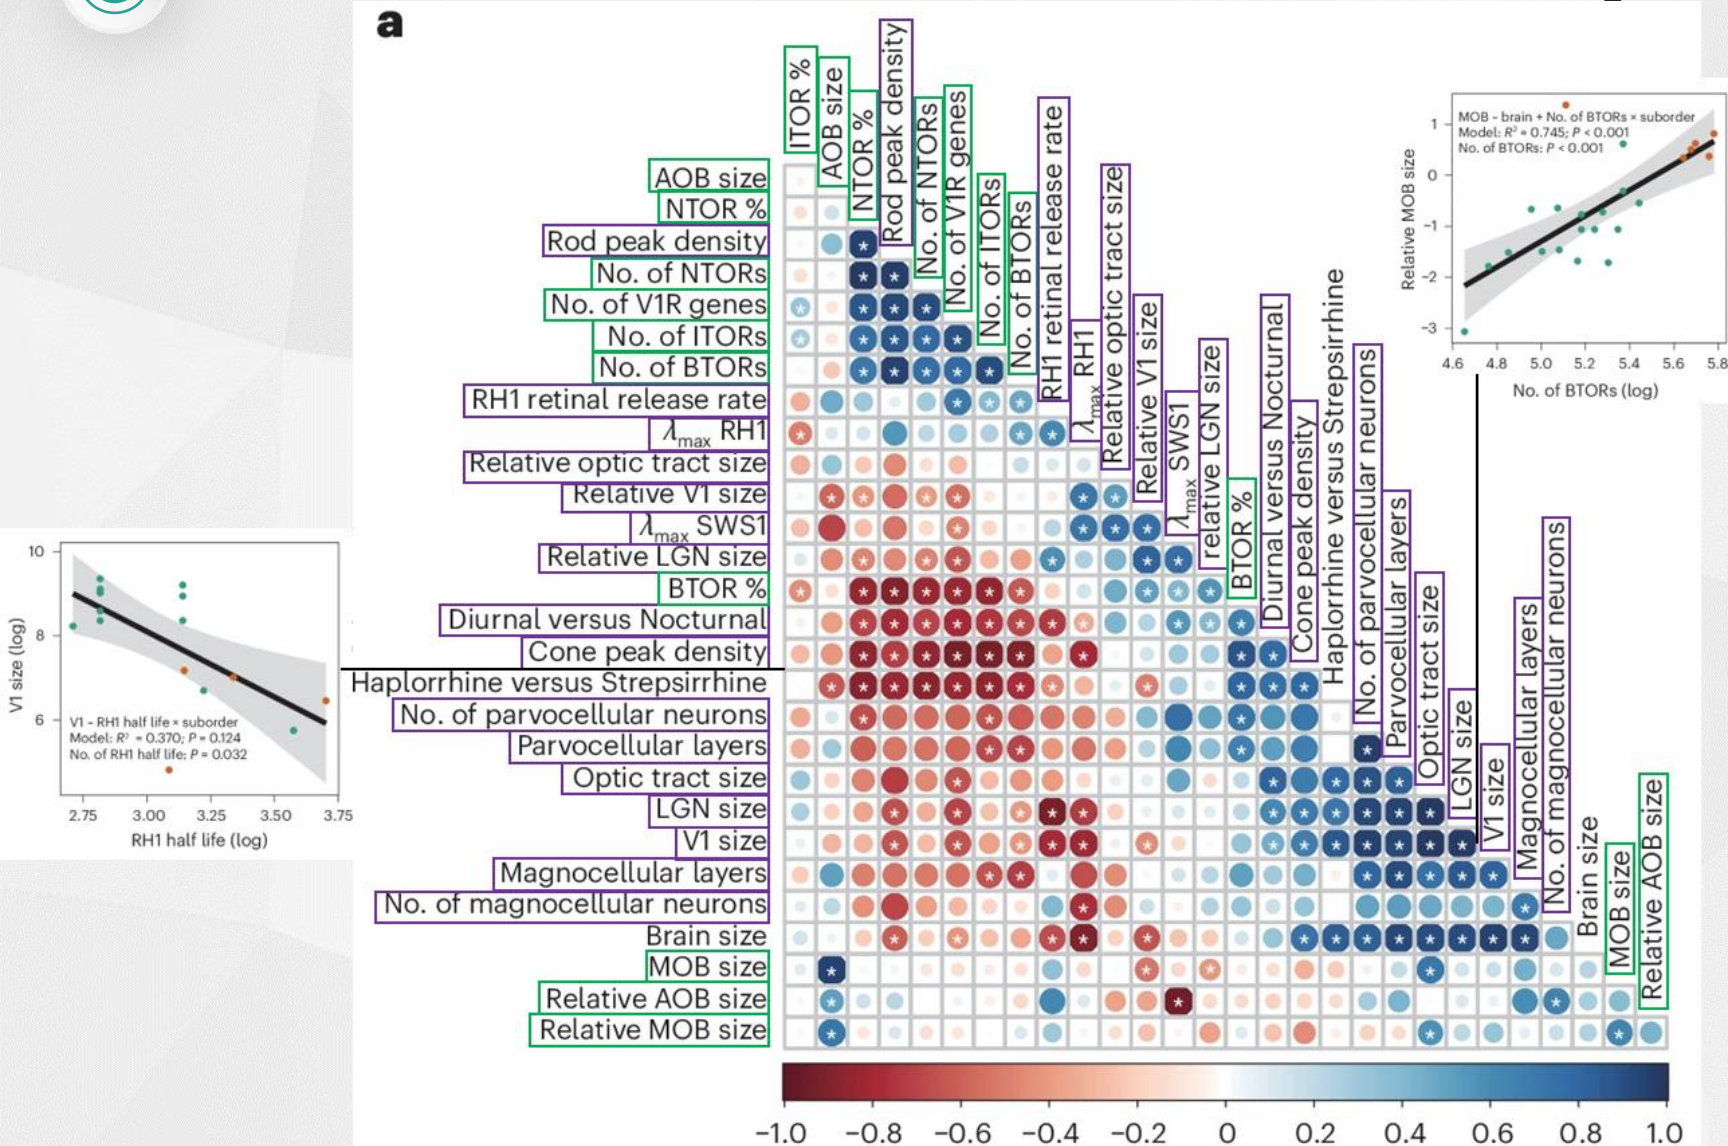 a
ITOR %
AOB size
NTOR %
Rod peak density
No. of NTORs
No. of V1R genes
No. of ITORs
No. of BTORs
RH1 retinal release rate
λmax RH1
Relative optic tract size
Relative V1 size
λmax SWS1
relative LGN size
BTOR %
Diurnal versus Nocturnal
Cone peak density
Haplorrhine versus Strepsirrhine
No. of parvocellular neurons
Parvocellular layers
Optic tract size
LGN size
V1 size
Magnocellular layers
No. of magnocellular neurons
Brain size
MOB size
Relative AOB size
AOB size
NTOR %
Rod peak density
No. of NTORs
No. of V1R genes
No. of ITORs
No. of BTORs
RH1 retinal release rate
λmax RH1
Relative optic tract size
Relative V1 size
λmax SWS1
Relative LGN size
BTOR %
Diurnal versus Nocturnal
Cone peak density
Haplorrhine versus Strepsirrhine
No. of parvocellular neurons
Parvocellular layers
Optic tract size
LGN size
V1 size
Magnocellular layers
No. of magnocellular neurons
Brain size
MOB size
Relative AOB size
Relative MOB size
−1.0 −0.8 −0.6 −0.4 −0.2 0 0.2 0.4 0.6 0.8 1.0
MOB - brain + No. of BTORs × suborder
Model: R² = 0.745; P < 0.001
No. of BTORs: P < 0.001
Relative MOB size
1
0
−1
−2
−3
4.6 4.8 5.0 5.2 5.4 5.6 5.8
No. of BTORs (log)
10
8
6
V1 size (log)
V1 - RH1 half life × suborder
Model: R² = 0.370; P = 0.124
No. of RH1 half life: P = 0.032
2.75 3.00 3.25 3.50 3.75
RH1 half life (log)